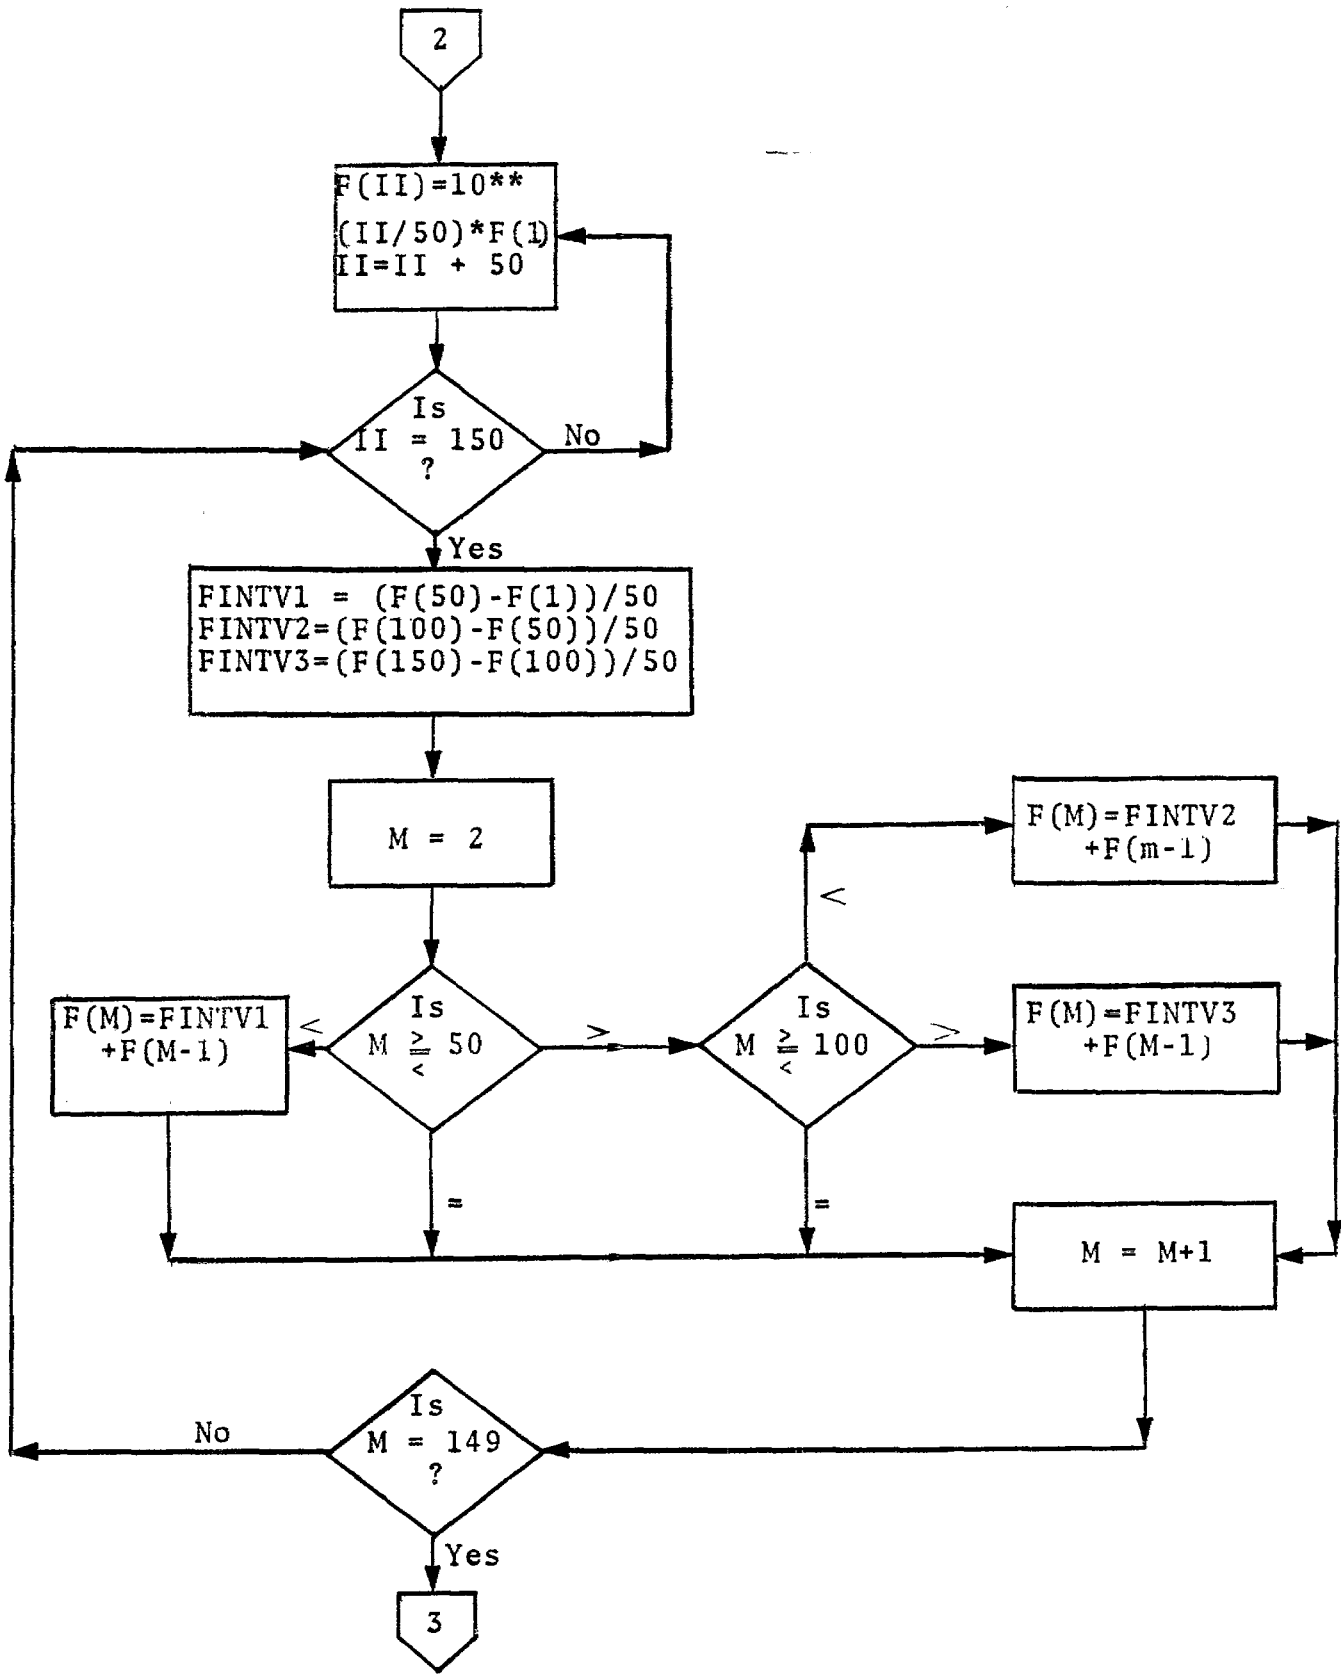 2
F(II)=10**
(II/50)*F(1)
II=II + 50
Is
II = 150
?
No
Yes
FINTV1 = (F(50)-F(1))/50
FINTV2=(F(100)-F(50))/50
FINTV3=(F(150)-F(100))/50
M = 2
F(M)=FINTV2
+F(m-1)
<
F(M)=FINTV1
+F(M-1)
<
Is
M ≧ 50
<
>
Is
M ≧ 100
<
>
F(M)=FINTV3
+F(M-1)
=
=
M = M+1
No
Is
M = 149
?
Yes
3